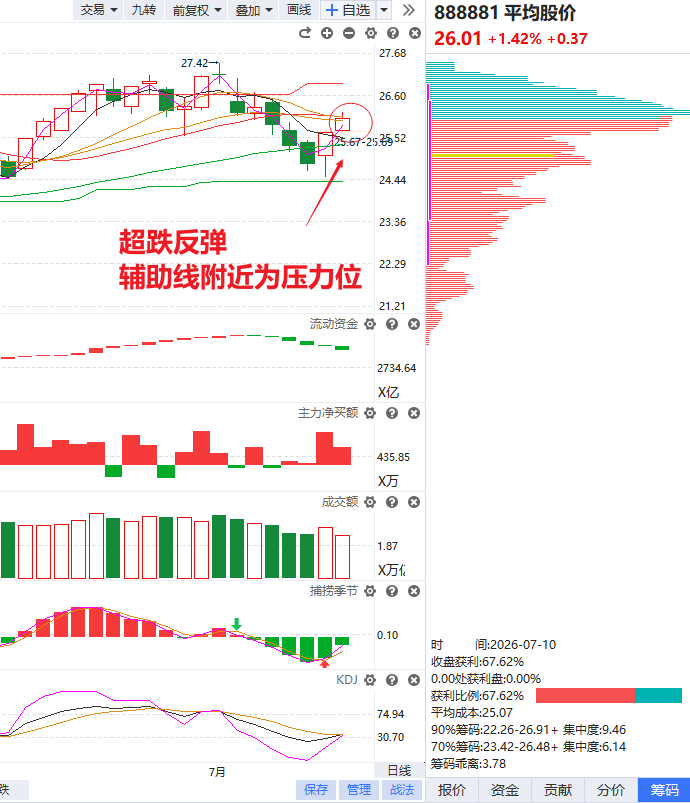 交易 九转 前复权 叠加 画线 +自选
888881 平均股价
26.01 +1.42% +0.37
27.68
27.42
26.60
25.52
25.67-25.69
24.44
23.36
超跌反弹
辅助线附近为压力位
22.29
21.21
流动资金
2734.64
X亿
主力净买额
435.85
X万
成交额
1.87
X万亿
捕捞季节
0.10
KDJ
74.94
30.70
7月
日线
跌 保存 管理 战法
时 间:2026-07-10
收盘获利:67.62%
0.00处获利盘:0.00%
获利比例:67.62%
平均成本:25.07
90%筹码:22.26-26.91+ 集中度:9.46
70%筹码:23.42-26.48+ 集中度:6.14
筹码乖离:3.78
报价 资金 贡献 分价 筹码